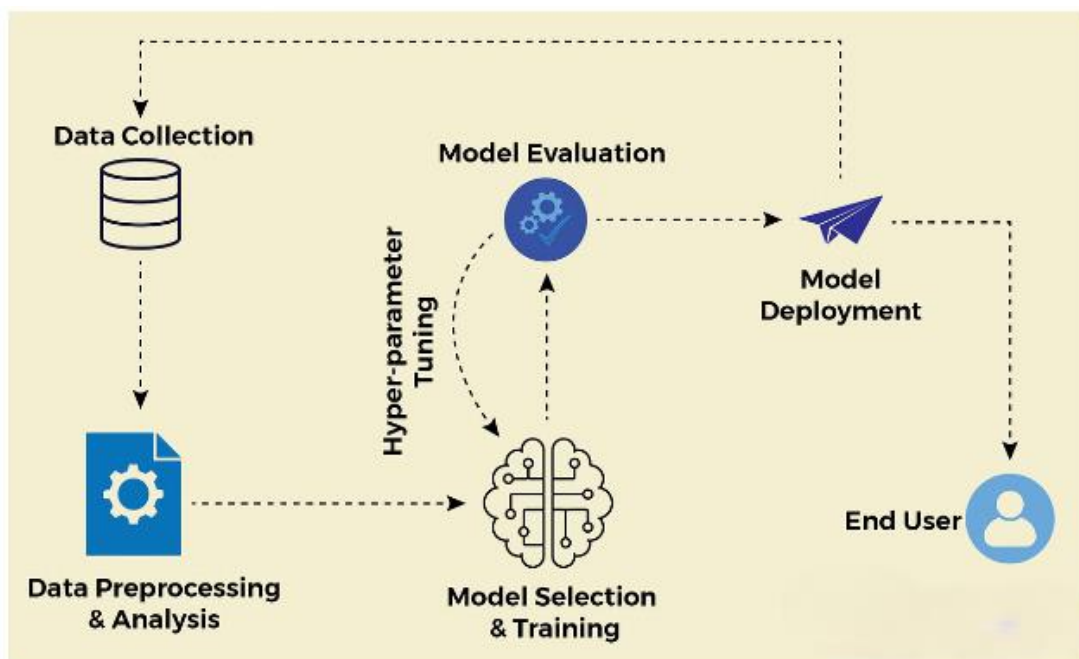 Data Collection
Model Evaluation
Hyper-parameter
Tuning
Model
Deployment
End User
Data Preprocessing
& Analysis
Model Selection
& Training